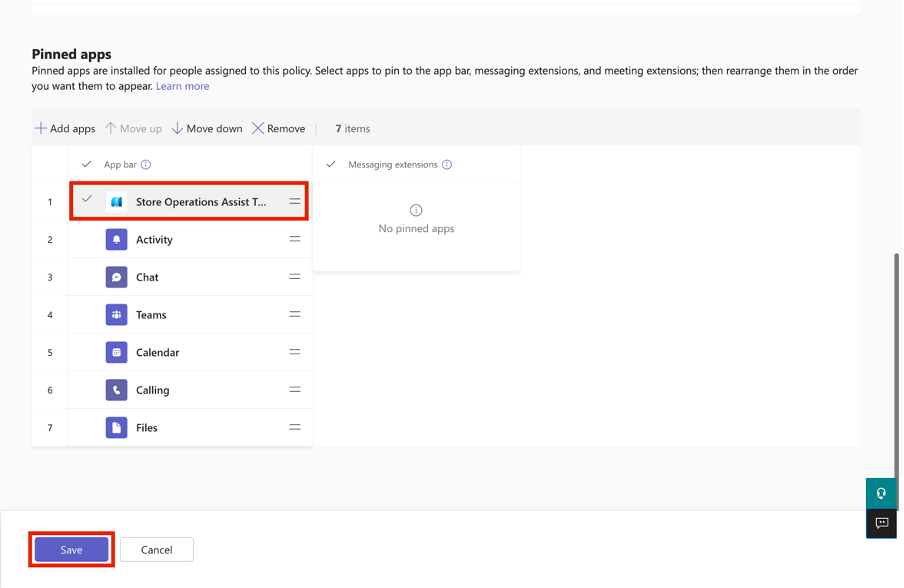 Pinned apps
Pinned apps are installed for people assigned to this policy. Select apps to pin to the app bar, messaging extensions, and meeting extensions; then rearrange them in the order
you want them to appear. Learn more
Add apps Move up Move down Remove 7 items
App bar Messaging extensions
1 Store Operations Assist T...
No pinned apps
2 Activity
3 Chat
4 Teams
5 Calendar
6 Calling
7 Files
Save Cancel